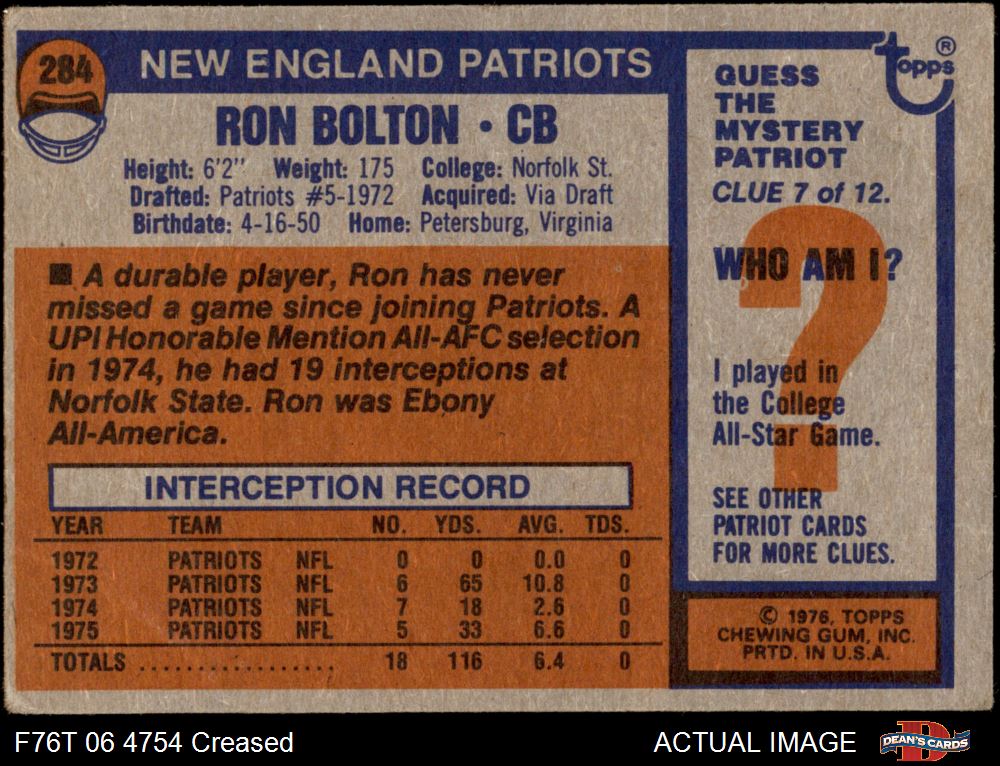 284
NEW ENGLAND PATRIOTS
RON BOLTON • CB
Height: 6'2" Weight: 175 College: Norfolk St.
Drafted: Patriots #5-1972 Acquired: Via Draft
Birthdate: 4-16-50 Home: Petersburg, Virginia
■ A durable player, Ron has never
missed a game since joining Patriots. A
UPI Honorable Mention All-AFC selection
in 1974, he had 19 interceptions at
Norfolk State. Ron was Ebony
All-America.
INTERCEPTION RECORD
YEAR TEAM NO. YDS. AVG. TDS.
1972 PATRIOTS NFL 0 0 0.0 0
1973 PATRIOTS NFL 6 65 10.8 0
1974 PATRIOTS NFL 7 18 2.6 0
1975 PATRIOTS NFL 5 33 6.6 0
TOTALS ................. 18 116 6.4 0
topps ®
GUESS
THE
MYSTERY
PATRIOT
CLUE 7 of 12.
?
WHO AM I?
I played in
the College
All-Star Game.
SEE OTHER
PATRIOT CARDS
FOR MORE CLUES.
© 1976, TOPPS
CHEWING GUM, INC.
PRTD. IN U.S.A.
F76T 06 4754 Creased
ACTUAL IMAGE
D
DEAN'S CARDS